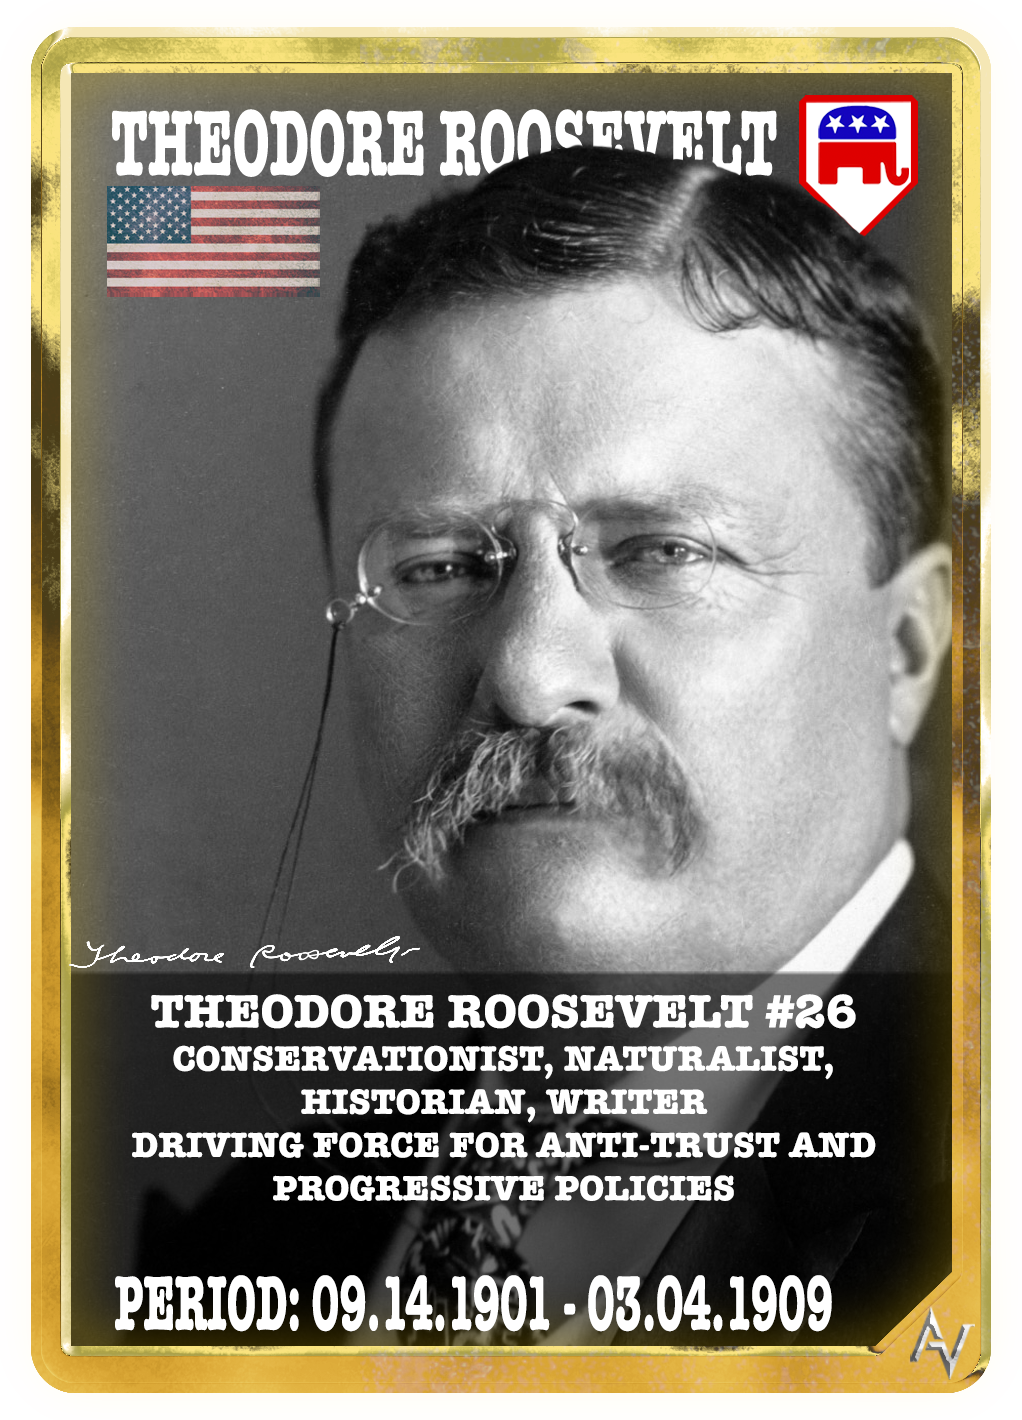 THEODORE ROOSEVELT
Theodore Roosevelt
THEODORE ROOSEVELT #26
CONSERVATIONIST, NATURALIST,
HISTORIAN, WRITER
DRIVING FORCE FOR ANTI-TRUST AND
PROGRESSIVE POLICIES
PERIOD: 09.14.1901 - 03.04.1909
AV